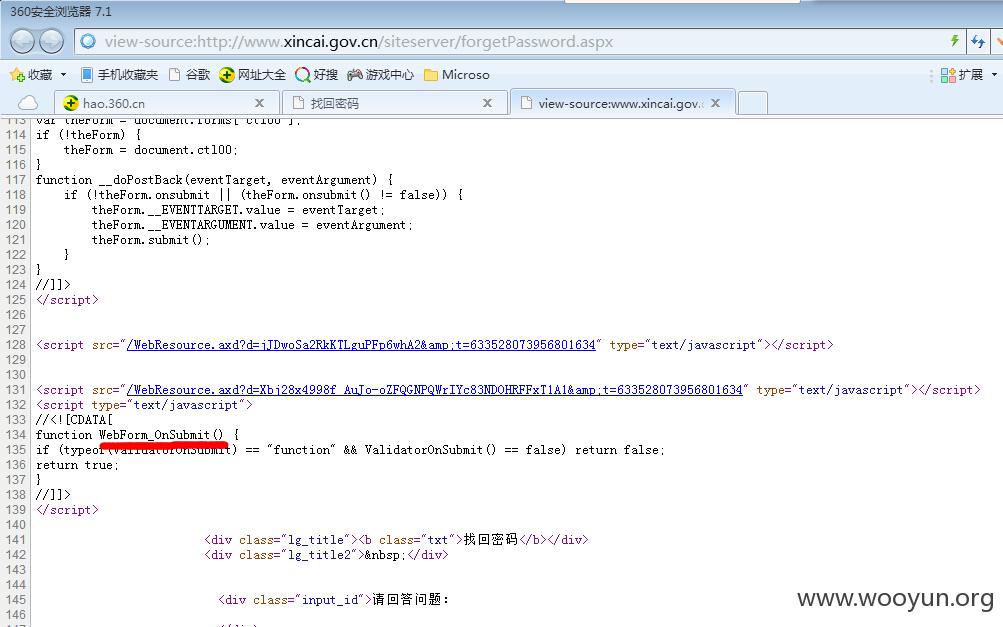 360安全浏览器 7.1
view-source:http://www.xincai.gov.cn/siteserver/forgetPassword.aspx
收藏 手机收藏夹 谷歌 网址大全 好搜 游戏中心 Microso 扩展
hao.360.cn x 找回密码 x view-source:www.xincai.gov.c x
113 var theForm = document.forms['ctl00'];
114 if (!theForm) {
115 theForm = document.ctl00;
116 }
117 function __doPostBack(eventTarget, eventArgument) {
118 if (!theForm.onsubmit || (theForm.onsubmit() != false)) {
119 theForm.__EVENTTARGET.value = eventTarget;
120 theForm.__EVENTARGUMENT.value = eventArgument;
121 theForm.submit();
122 }
123 }
124 //]]>
125 </script>
126
127
128 <script src="/WebResource.axd?d=jJDwoSa2RkKTLguPFp6whA2&amp;t=633528073956801634" type="text/javascript"></script>
129
130
131 <script src="/WebResource.axd?d=Xbj28x4998f_AuJo-oZFQGNPQWrIYc83NDOHRFFxT1A1&amp;t=633528073956801634" type="text/javascript"></script>
132 <script type="text/javascript">
133 //<![CDATA[
134 function WebForm_OnSubmit() {
135 if (typeof(ValidatorOnSubmit) == "function" && ValidatorOnSubmit() == false) return false;
136 return true;
137 }
138 //]]>
139 </script>
140
141 <div class="lg_title"><b class="txt">找回密码</b></div>
142 <div class="lg_title2">&nbsp;</div>
143
144
145 <div class="input_id">请回答问题:
146
www.wooyun.org